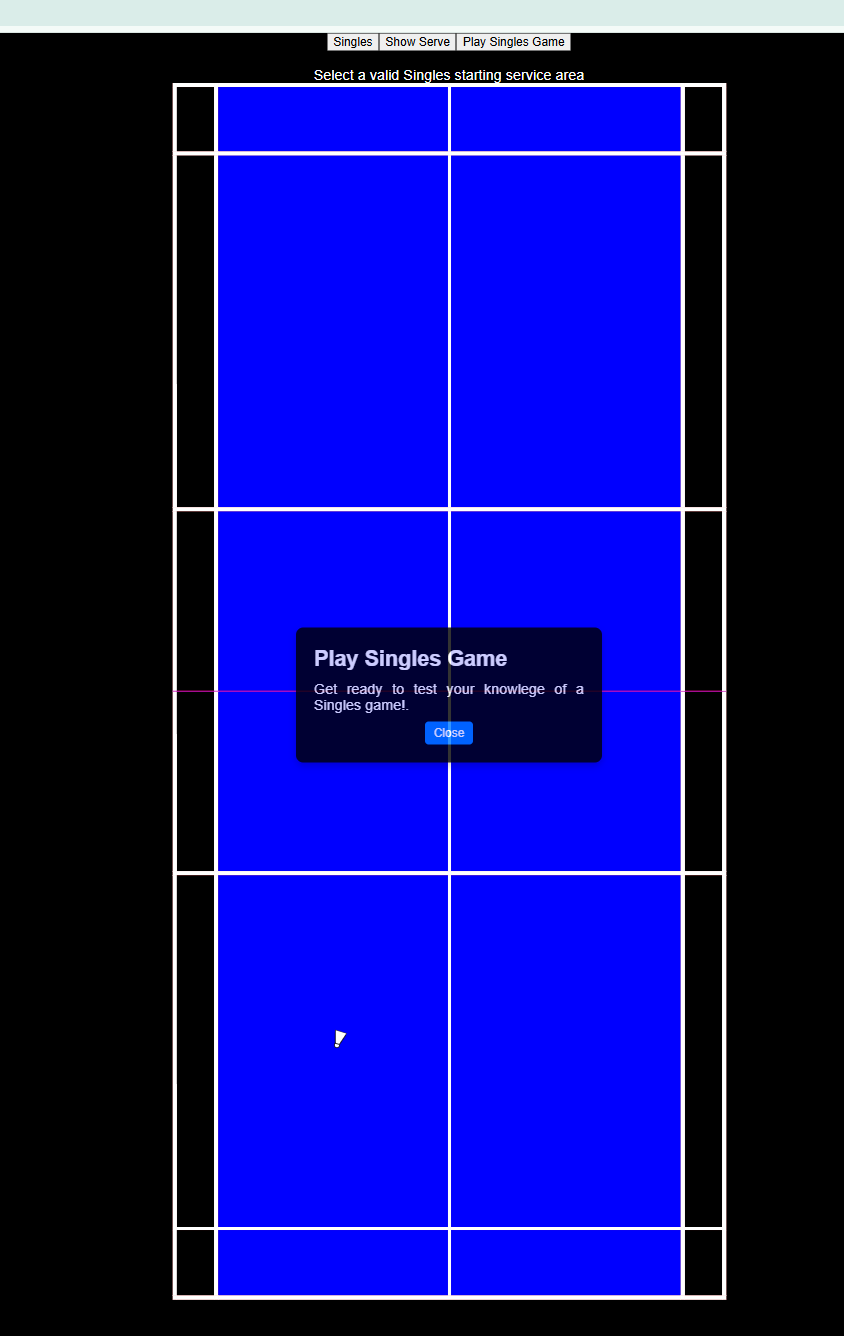 Singles Show Serve Play Singles Game
Select a valid Singles starting service area
Play Singles Game
Get ready to test your knowlege of a
Singles game!.
Close